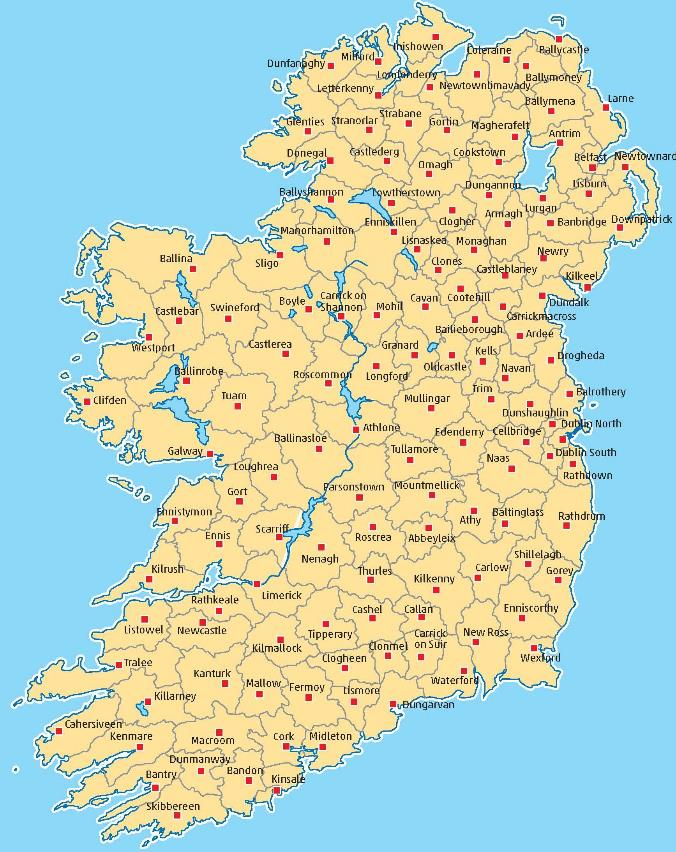 Inishowen
Coleraine
Ballycastle
Milford
Dunfanaghy
Londonderry
Ballymoney
Letterkenny
Newtownlimavady
Larne
Ballymena
Strabane
Glenties
Stranorlar
Gortin
Magherafelt
Antrim
Donegal
Castlederg
Cookstown
Belfast
Newtownard
Omagh
Dungannon
Lisburn
Ballyshannon
Lowtherstown
Lurgan
Clogher
Armagh
Banbridge
Downpatrick
Enniskillen
Manorhamilton
Lisnaskea
Monaghan
Newry
Ballina
Sligo
Clones
Castleblaney
Kilkeel
Boyle
Carrick on
Shannon
Cavan
Cootehill
Dundalk
Castlebar
Swineford
Mohil
Carrickmacross
Bailieborough
Ardee
Westport
Castlerea
Granard
Kells
Drogheda
Oldcastle
Navan
Ballinrobe
Roscommon
Longford
Trim
Balrothery
Clifden
Tuam
Mullingar
Dunshaughlin
Dublin North
Athlone
Edenderry
Celbridge
Ballinasloe
Galway
Tullamore
Naas
Dublin South
Loughrea
Rathdown
Parsonstown
Mountmellick
Gort
Ennistymon
Athy
Baltinglass
Rathdrum
Ennis
Scarriff
Roscrea
Abbeyleix
Nenagh
Shillelagh
Kilrush
Thurles
Kilkenny
Carlow
Gorey
Limerick
Rathkeale
Cashel
Callan
Enniscorthy
Listowel
Newcastle
Tipperary
Carrick
on Suir
New Ross
Kilmallock
Clonmel
Tralee
Clogheen
Wexford
Kanturk
Mallow
Fermoy
Lismore
Waterford
Killarney
Dungarvan
Cahersiveen
Kenmare
Macroom
Cork
Midleton
Dunmanway
Bantry
Bandon
Kinsale
Skibbereen